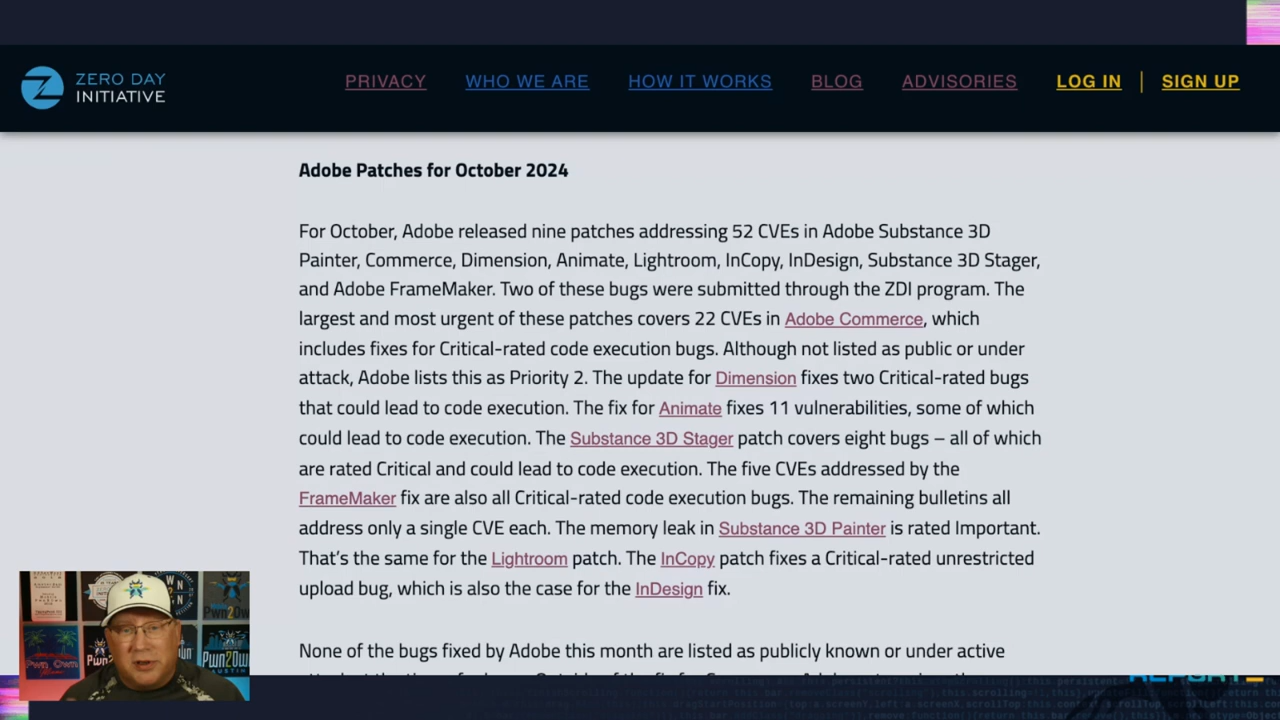 ZERO DAY
INITIATIVE
PRIVACY
WHO WE ARE
HOW IT WORKS
BLOG
ADVISORIES
LOG IN | SIGN UP
Adobe Patches for October 2024
For October, Adobe released nine patches addressing 52 CVEs in Adobe Substance 3D
Painter, Commerce, Dimension, Animate, Lightroom, InCopy, InDesign, Substance 3D Stager,
and Adobe FrameMaker. Two of these bugs were submitted through the ZDI program. The
largest and most urgent of these patches covers 22 CVEs in Adobe Commerce, which
includes fixes for Critical-rated code execution bugs. Although not listed as public or under
attack, Adobe lists this as Priority 2. The update for Dimension fixes two Critical-rated bugs
that could lead to code execution. The fix for Animate fixes 11 vulnerabilities, some of which
could lead to code execution. The Substance 3D Stager patch covers eight bugs – all of which
are rated Critical and could lead to code execution. The five CVEs addressed by the
FrameMaker fix are also all Critical-rated code execution bugs. The remaining bulletins all
address only a single CVE each. The memory leak in Substance 3D Painter is rated Important.
That’s the same for the Lightroom patch. The InCopy patch fixes a Critical-rated unrestricted
upload bug, which is also the case for the InDesign fix.
None of the bugs fixed by Adobe this month are listed as publicly known or under active